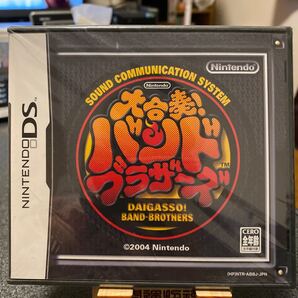 NINTENDO DS
TM
Nintendo
SOUND COMMUNICATION SYSTEM
大合奏!
バンド
ブラザーズ
TM
DAIGASSO!
BAND-BROTHERS
©2004 Nintendo
CERO
全年齢